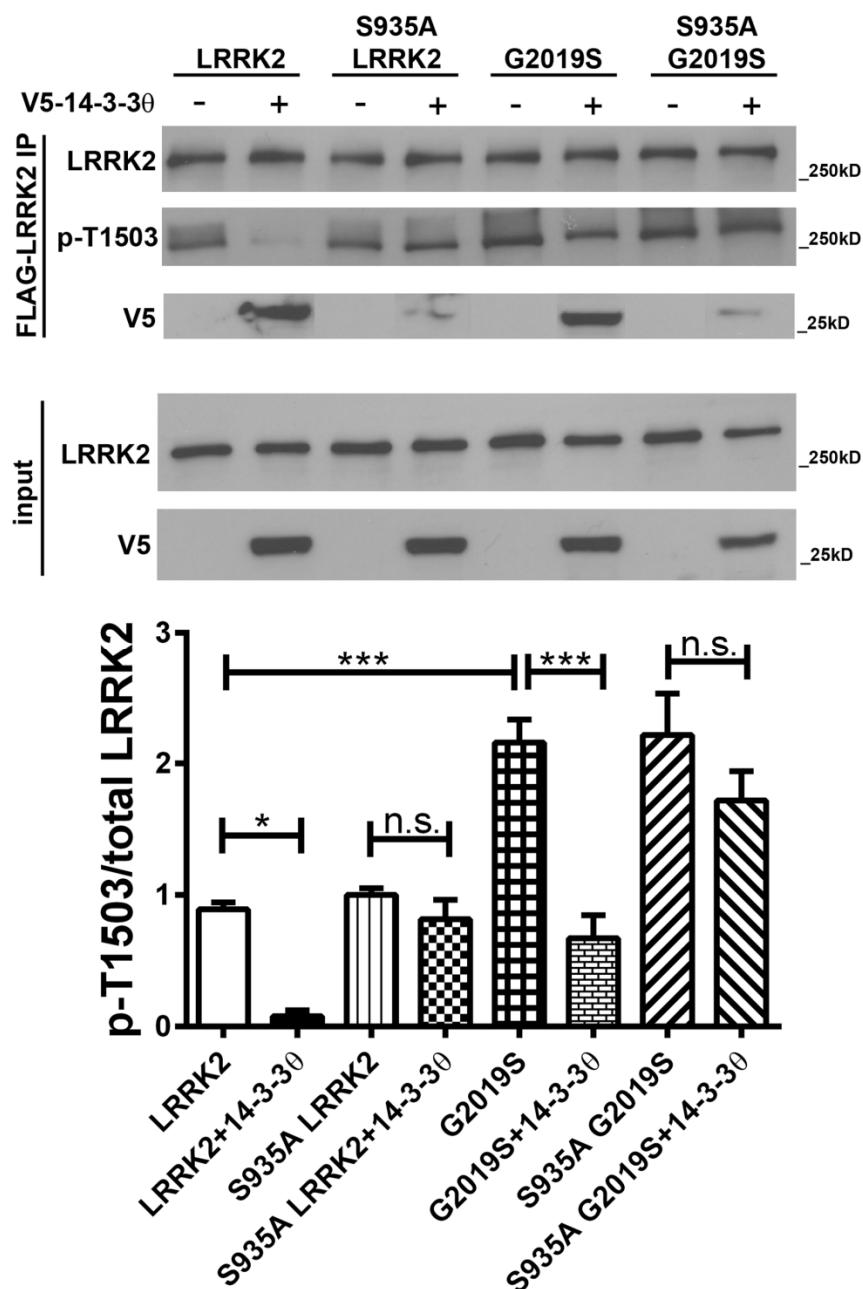 S935A S935A
LRRK2 LRRK2 G2019S G2019S
V5-14-3-3θ - + - + - + - +
FLAG-LRRK2 IP
LRRK2 _250kD
p-T1503 _250kD
V5 _25kD
input
LRRK2 _250kD
V5 _25kD
p-T1503/total LRRK2
3
2
1
0
*
n.s.
***
***
n.s.
LRRK2
LRRK2+14-3-3θ
S935A LRRK2
S935A LRRK2+14-3-3θ
G2019S
G2019S+14-3-3θ
S935A G2019S
S935A G2019S+14-3-3θ